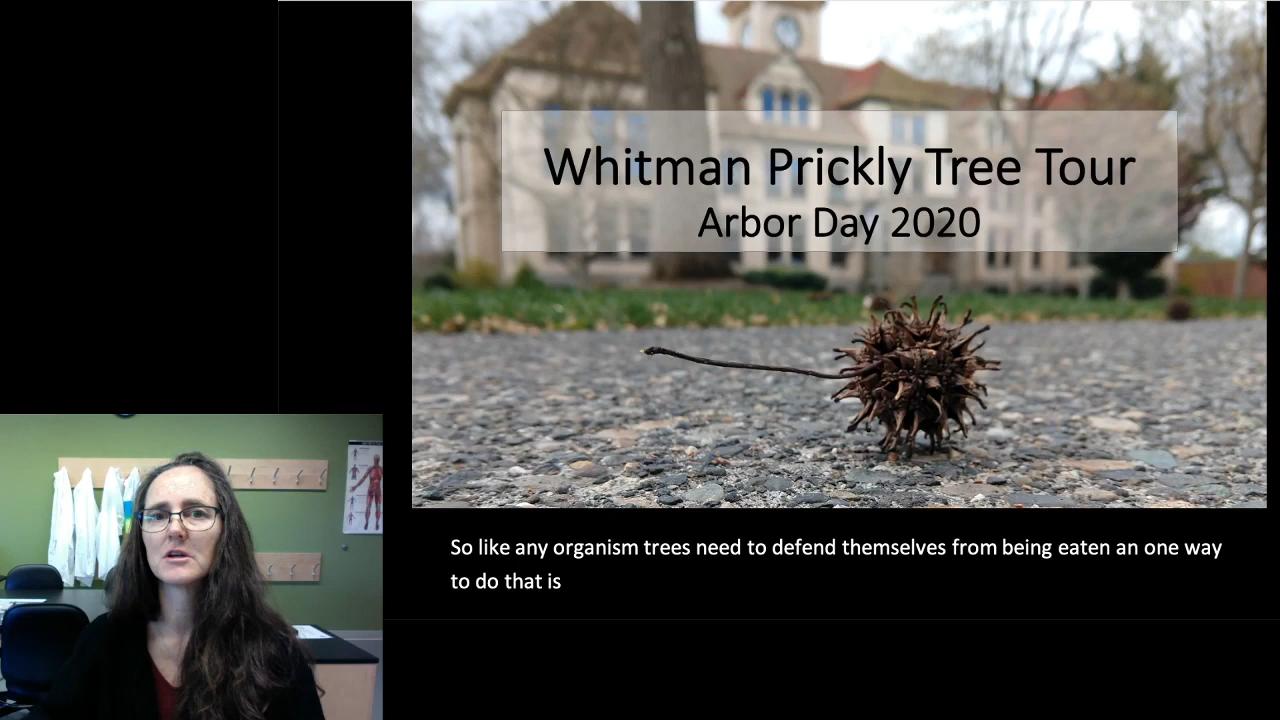 Whitman Prickly Tree Tour
Arbor Day 2020
So like any organism trees need to defend themselves from being eaten an one way
to do that is